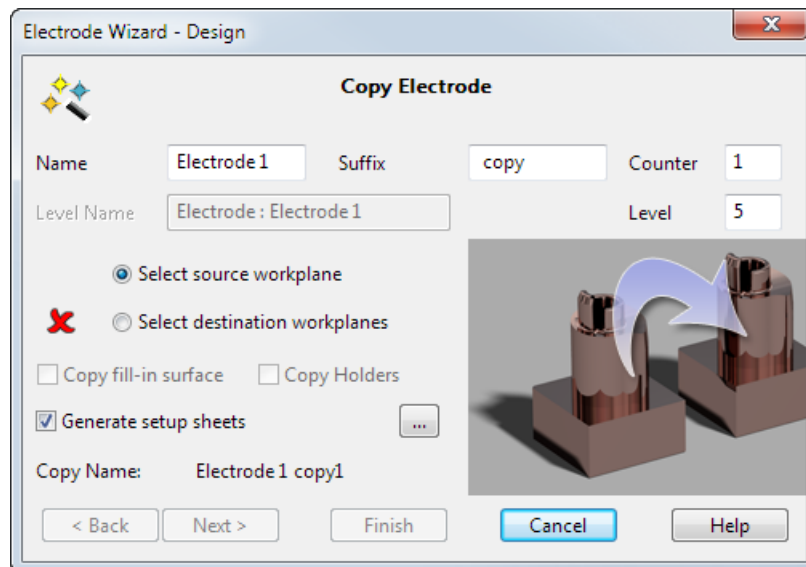 Electrode Wizard - Design
Copy Electrode
Name Electrode 1 Suffix copy Counter 1
Level Name Electrode : Electrode 1 Level 5
Select source workplane
Select destination workplanes
Copy fill-in surface Copy Holders
Generate setup sheets ...
Copy Name: Electrode 1 copy1
< Back Next > Finish Cancel Help